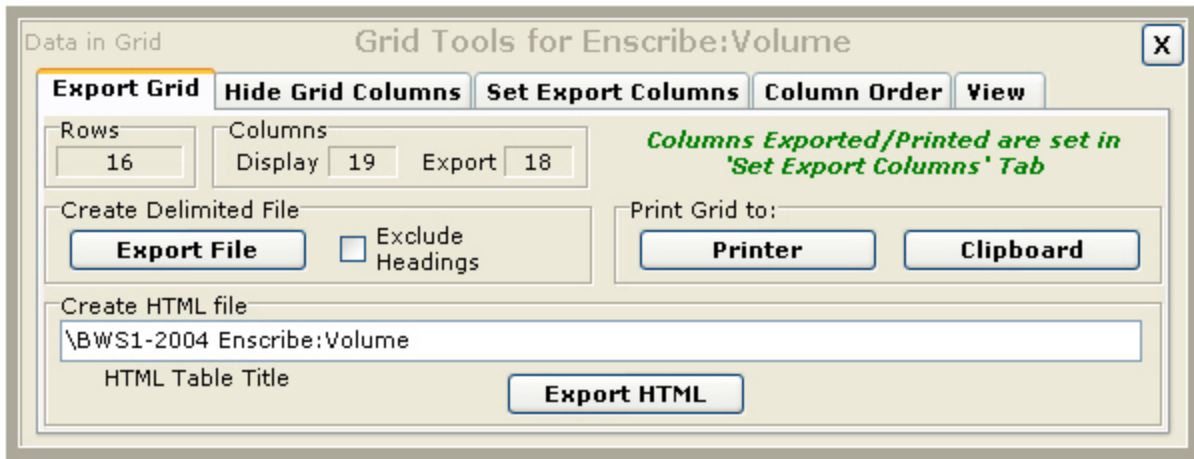 Data in Grid
Grid Tools for Enscribe:Volume
X
Export Grid
Hide Grid Columns
Set Export Columns
Column Order
View
Rows
16
Columns
Display 19
Export 18
Columns Exported/Printed are set in
'Set Export Columns' Tab
Create Delimited File
Export File
Exclude
Headings
Print Grid to:
Printer
Clipboard
Create HTML file
\BWS1-2004 Enscribe:Volume
HTML Table Title
Export HTML